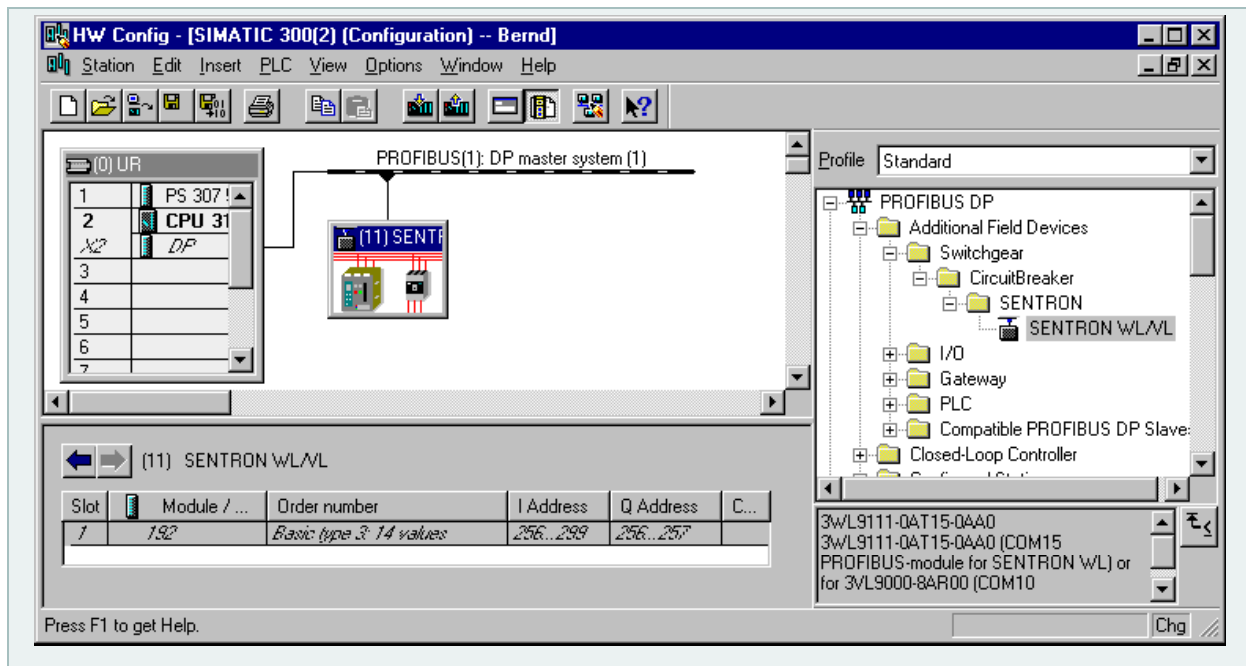 HW Config - [SIMATIC 300(2) (Configuration) -- Bernd]
Station Edit Insert PLC View Options Window Help
(0) UR
1 PS 307
2 CPU 31
X2 DP
3
4
5
6
7
PROFIBUS(1): DP master system (1)
(11) SENTR
Profile Standard
PROFIBUS DP
Additional Field Devices
Switchgear
CircuitBreaker
SENTRON
SENTRON WL/VL
I/O
Gateway
PLC
Compatible PROFIBUS DP Slave
Closed-Loop Controller
(11) SENTRON WL/VL
Slot Module / ... Order number I Address Q Address C...
1 192 Basic type 3: 14 values 256...299 256...257
3WL9111-0AT15-0AA0
3WL9111-0AT15-0AA0 (COM15
PROFIBUS-module for SENTRON WL) or
for 3VL9000-8AR00 (COM10
Press F1 to get Help.
Chg